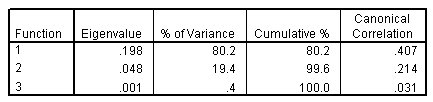 Function Eigenvalue % of Variance Cumulative % Canonical Correlation
1 .198 80.2 80.2 .407
2 .048 19.4 99.6 .214
3 .001 .4 100.0 .031